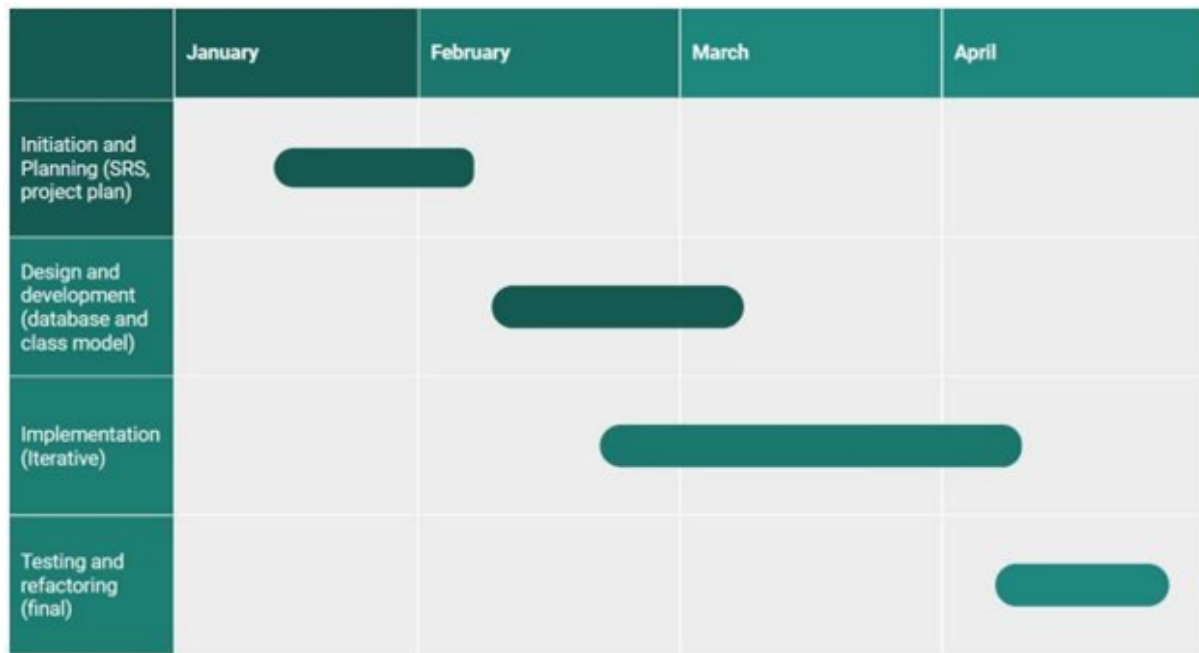 January
February
March
April
Initiation and
Planning (SRS,
project plan)
Design and
development
(database and
class model)
Implementation
(Iterative)
Testing and
refactoring
(final)